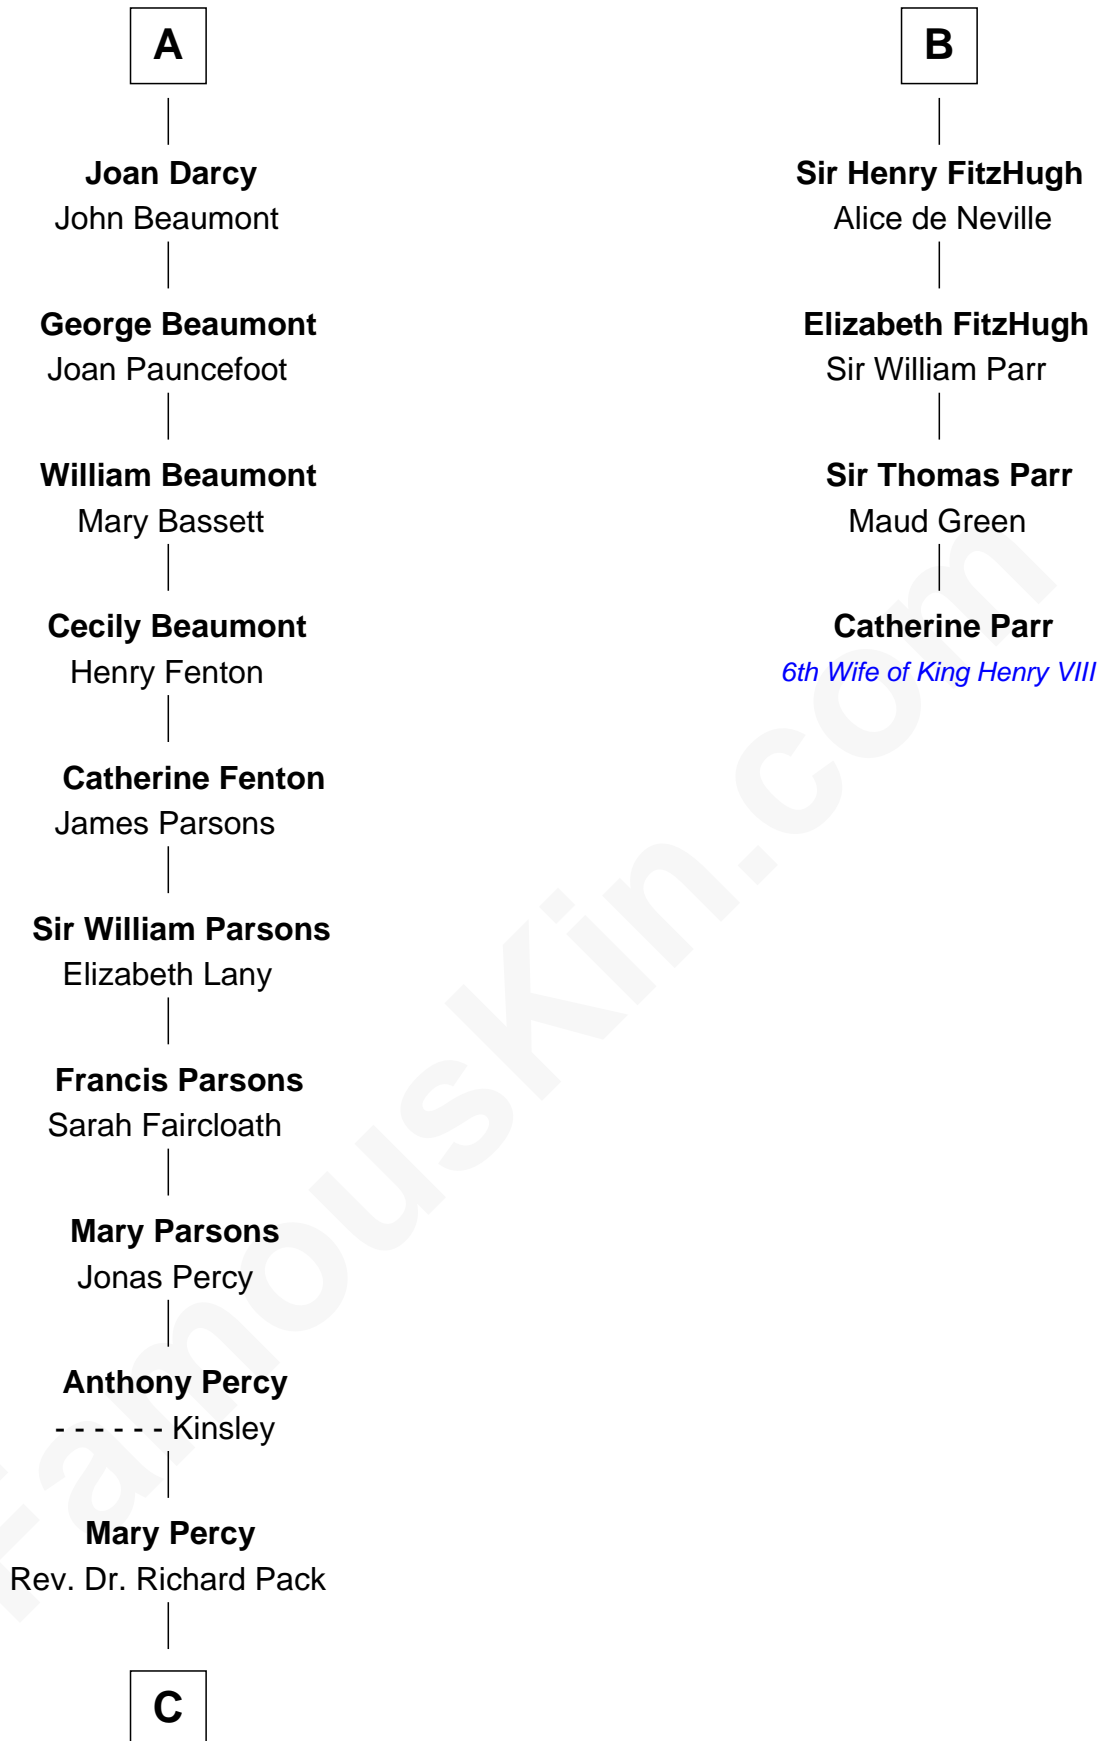 A
Joan Darcy
John Beaumont
George Beaumont
Joan Pauncefoot
William Beaumont
Mary Bassett
Cecily Beaumont
Henry Fenton
Catherine Fenton
James Parsons
Sir William Parsons
Elizabeth Lany
Francis Parsons
Sarah Faircloath
Mary Parsons
Jonas Percy
Anthony Percy
- - - - - - Kinsley
Mary Percy
Rev. Dr. Richard Pack
C
B
Sir Henry FitzHugh
Alice de Neville
Elizabeth FitzHugh
Sir William Parr
Sir Thomas Parr
Maud Green
Catherine Parr
6th Wife of King Henry VIII
FamousKin.com